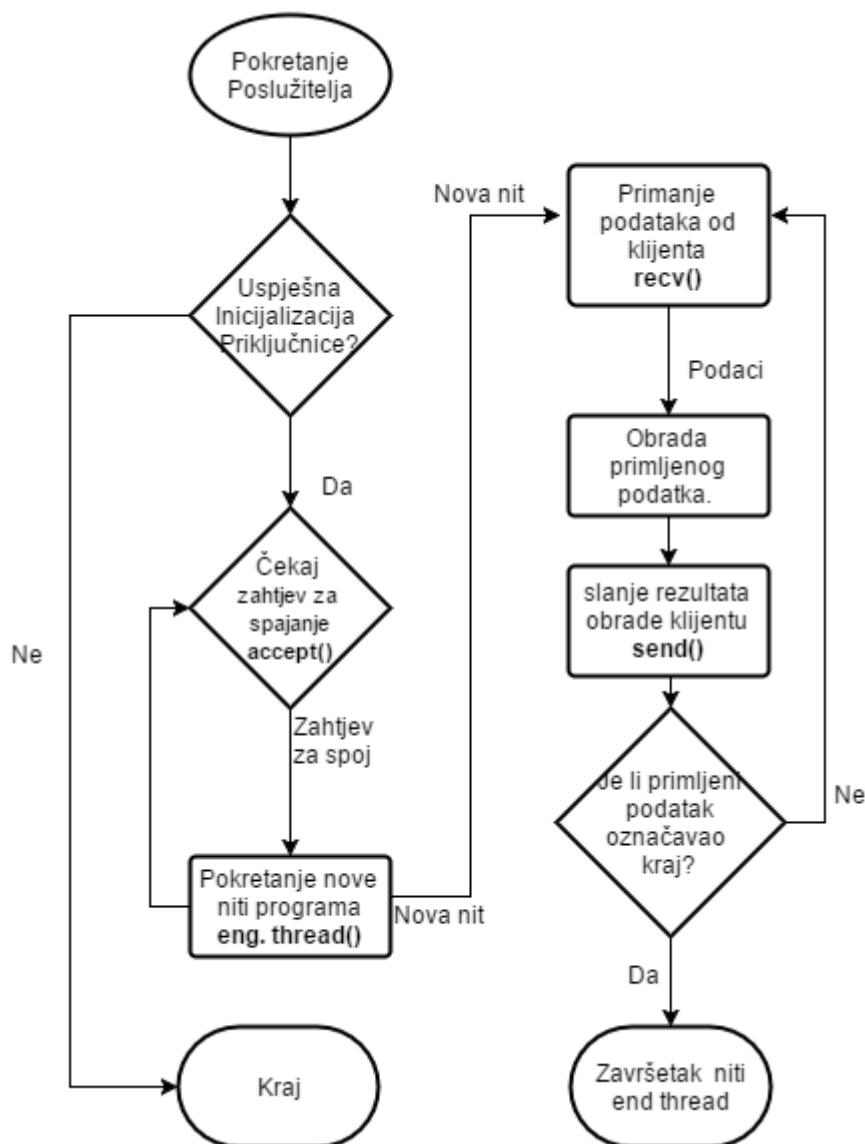 Pokretanje
Poslužitelja
Uspješna
Inicijalizacija
Priključnice?
Da
Ne
Čekaj
zahtjev za
spajanje
accept()
Zahtjev
za spoj
Pokretanje nove
niti programa
eng. thread()
Nova nit
Kraj
Nova nit
Primanje
podataka od
klijenta
recv()
Podaci
Obrada
primljenog
podatka.
slanje rezultata
obrade klijentu
send()
Je li primljeni
podatak
označavao
kraj?
Ne
Da
Završetak niti
end thread